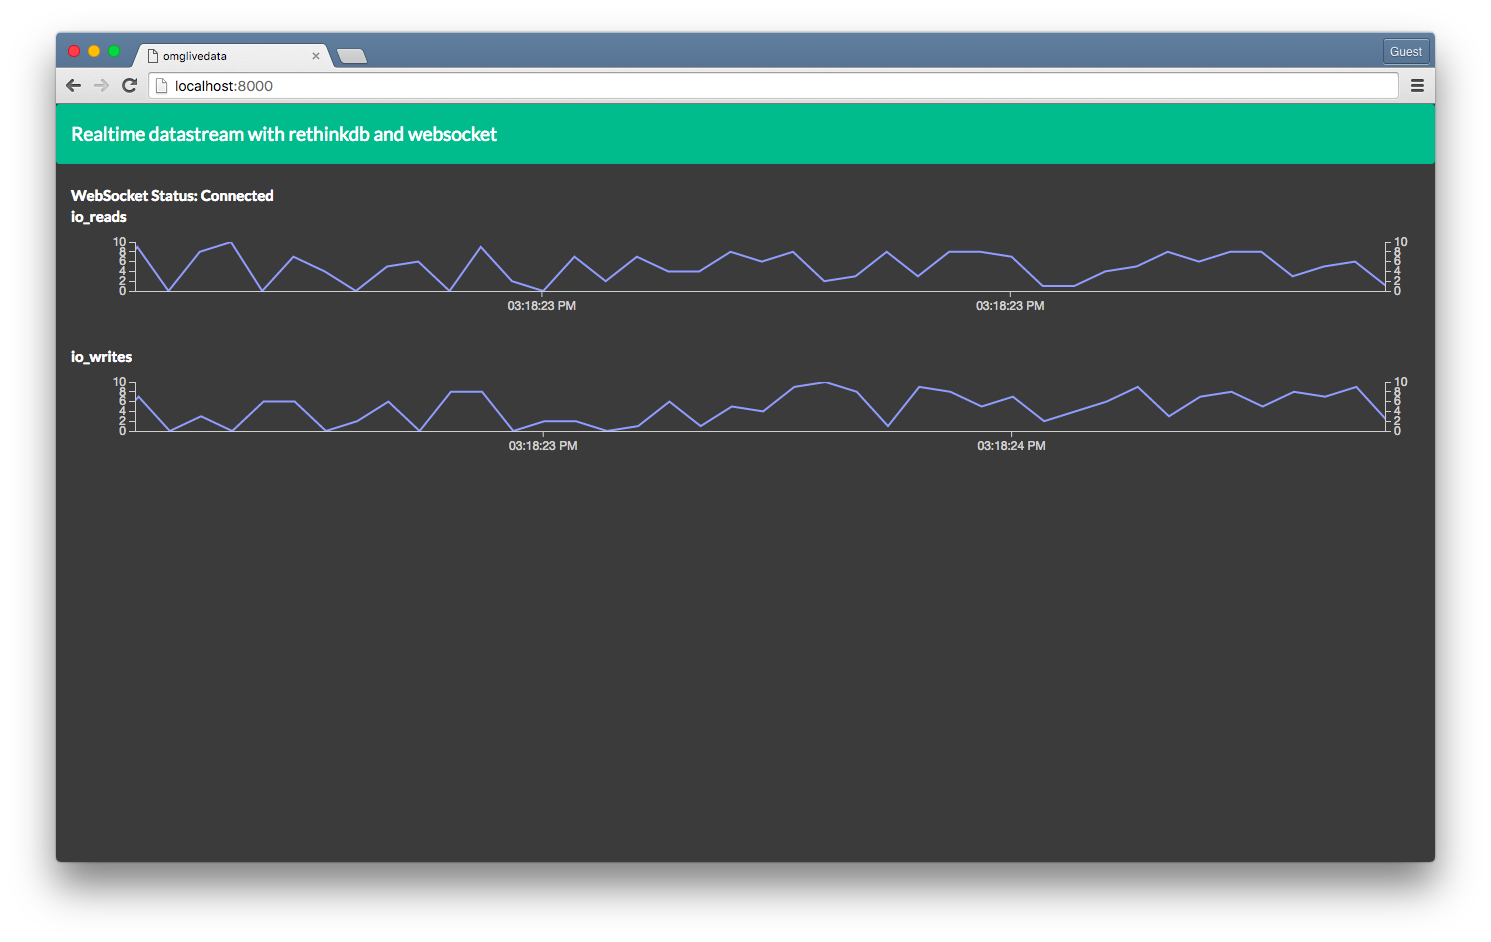 omglivedata
Guest
localhost:8000
Realtime datastream with rethinkdb and websocket
WebSocket Status: Connected
io_reads
10 10
8 8
6 6
4 4
2 2
0 0
03:18:23 PM 03:18:23 PM
io_writes
10 10
8 8
6 6
4 4
2 2
0 0
03:18:23 PM 03:18:24 PM